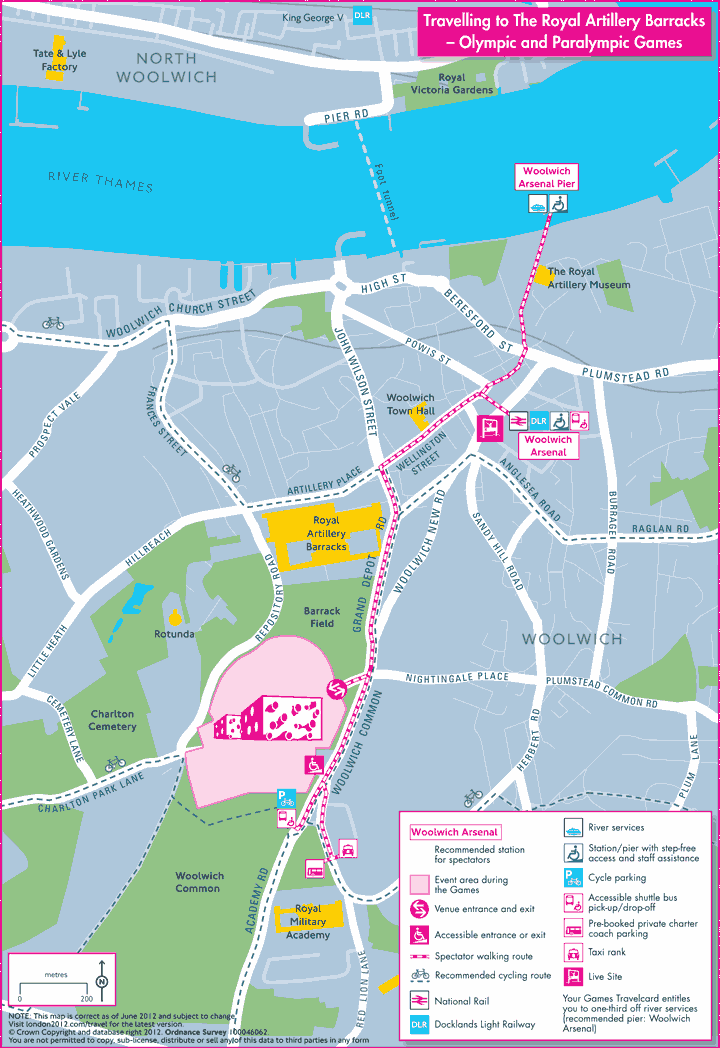 Travelling to The Royal Artillery Barracks
– Olympic and Paralympic Games
King George V
DLR
Tate & Lyle
Factory
NORTH
WOOLWICH
Royal
Victoria Gardens
PIER RD
RIVER THAMES
Foot tunnel
Woolwich
Arsenal Pier
The Royal
Artillery Museum
HIGH ST
WOOLWICH CHURCH STREET
BERESFORD ST
POWIS ST
JOHN WILSON STREET
PLUMSTEAD RD
PROSPECT VALE
FRANCES STREET
Woolwich
Town Hall
DLR
Woolwich
Arsenal
WELLINGTON
STREET
ARTILLERY PLACE
ANGLESEA ROAD
HEATHWOOD GARDENS
HILLREACH
Royal
Artillery
Barracks
GRAND DEPOT RD
WOOLWICH NEW RD
SANDY HILL ROAD
BURRAGE ROAD
RAGLAN RD
REPOSITORY ROAD
Barrack
Field
Rotunda
WOOLWICH
LITTLE HEATH
NIGHTINGALE PLACE
PLUMSTEAD COMMON RD
CEMETERY LANE
Charlton
Cemetery
WOOLWICH COMMON
HERBERT RD
PLUM LANE
CHARLTON PARK LANE
P
Woolwich
Common
ACADEMY RD
Royal
Military
Academy
RED LION LANE
Woolwich Arsenal
Recommended station
for spectators
Event area during
the Games
Venue entrance and exit
Accessible entrance or exit
Spectator walking route
Recommended cycling route
National Rail
DLR
Docklands Light Railway
River services
Station/pier with step-free
access and staff assistance
P
Cycle parking
Accessible shuttle bus
pick-up/drop-off
Pre-booked private charter
coach parking
Taxi rank
Live Site
Your Games Travelcard entitles
you to one-third off river services
(recommended pier: Woolwich
Arsenal)
metres
0 200
N
NOTE: This map is correct as of June 2012 and subject to change.
Visit london2012.com/travel for the latest version.
© Crown Copyright and database right 2012. Ordnance Survey 100046062.
You are not permitted to copy, sub-license, distribute or sell any of this data to third parties in any form